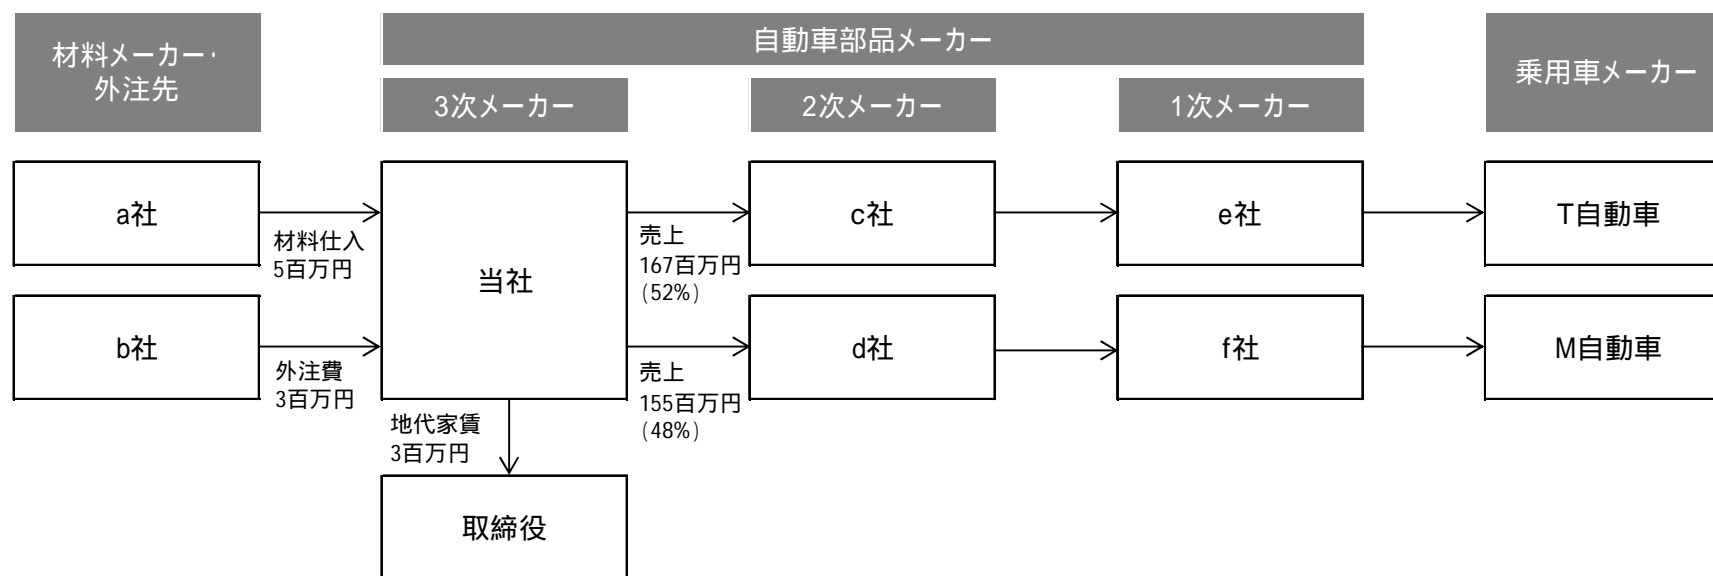 材料メーカー・
外注先
自動車部品メーカー
乗用車メーカー
3次メーカー
2次メーカー
1次メーカー
a社
材料仕入
5百万円
当社
売上
167百万円
(52%)
c社
e社
T自動車
b社
外注費
3百万円
売上
155百万円
(48%)
d社
f社
M自動車
地代家賃
3百万円
取締役